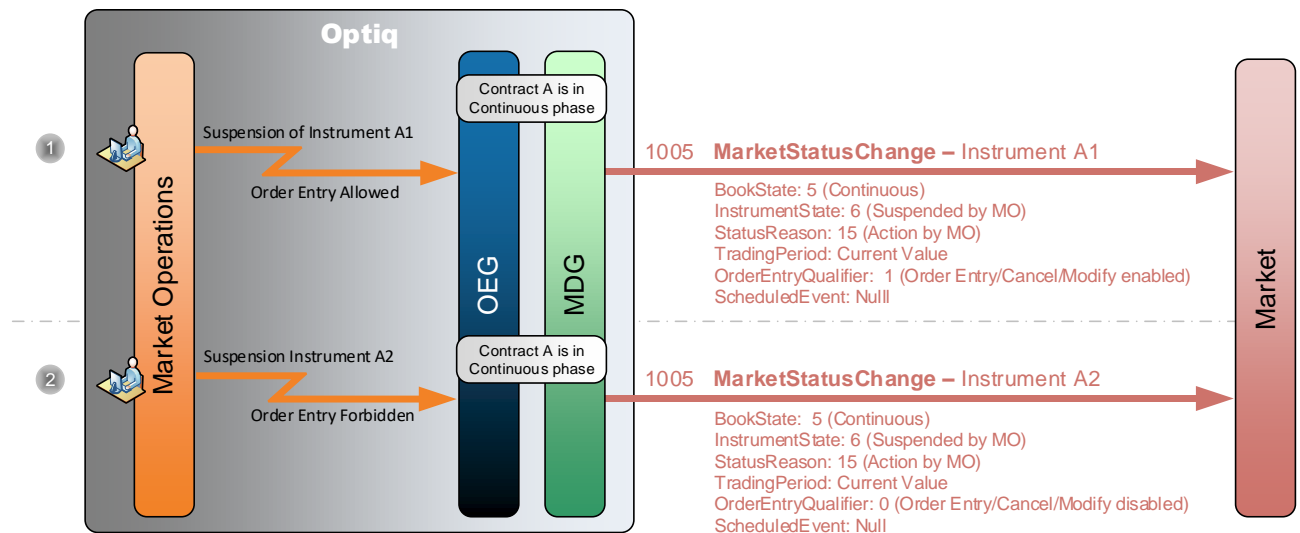 Optiq
Market Operations
OEG
MDG
Market
Contract A is in
Continuous phase
1
Suspension of Instrument A1
Order Entry Allowed
1005 MarketStatusChange – Instrument A1
BookState: 5 (Continuous)
InstrumentState: 6 (Suspended by MO)
StatusReason: 15 (Action by MO)
TradingPeriod: Current Value
OrderEntryQualifier: 1 (Order Entry/Cancel/Modify enabled)
ScheduledEvent: Nulll
Contract A is in
Continuous phase
2
Suspension Instrument A2
Order Entry Forbidden
1005 MarketStatusChange – Instrument A2
BookState: 5 (Continuous)
InstrumentState: 6 (Suspended by MO)
StatusReason: 15 (Action by MO)
TradingPeriod: Current Value
OrderEntryQualifier: 0 (Order Entry/Cancel/Modify disabled)
ScheduledEvent: Null